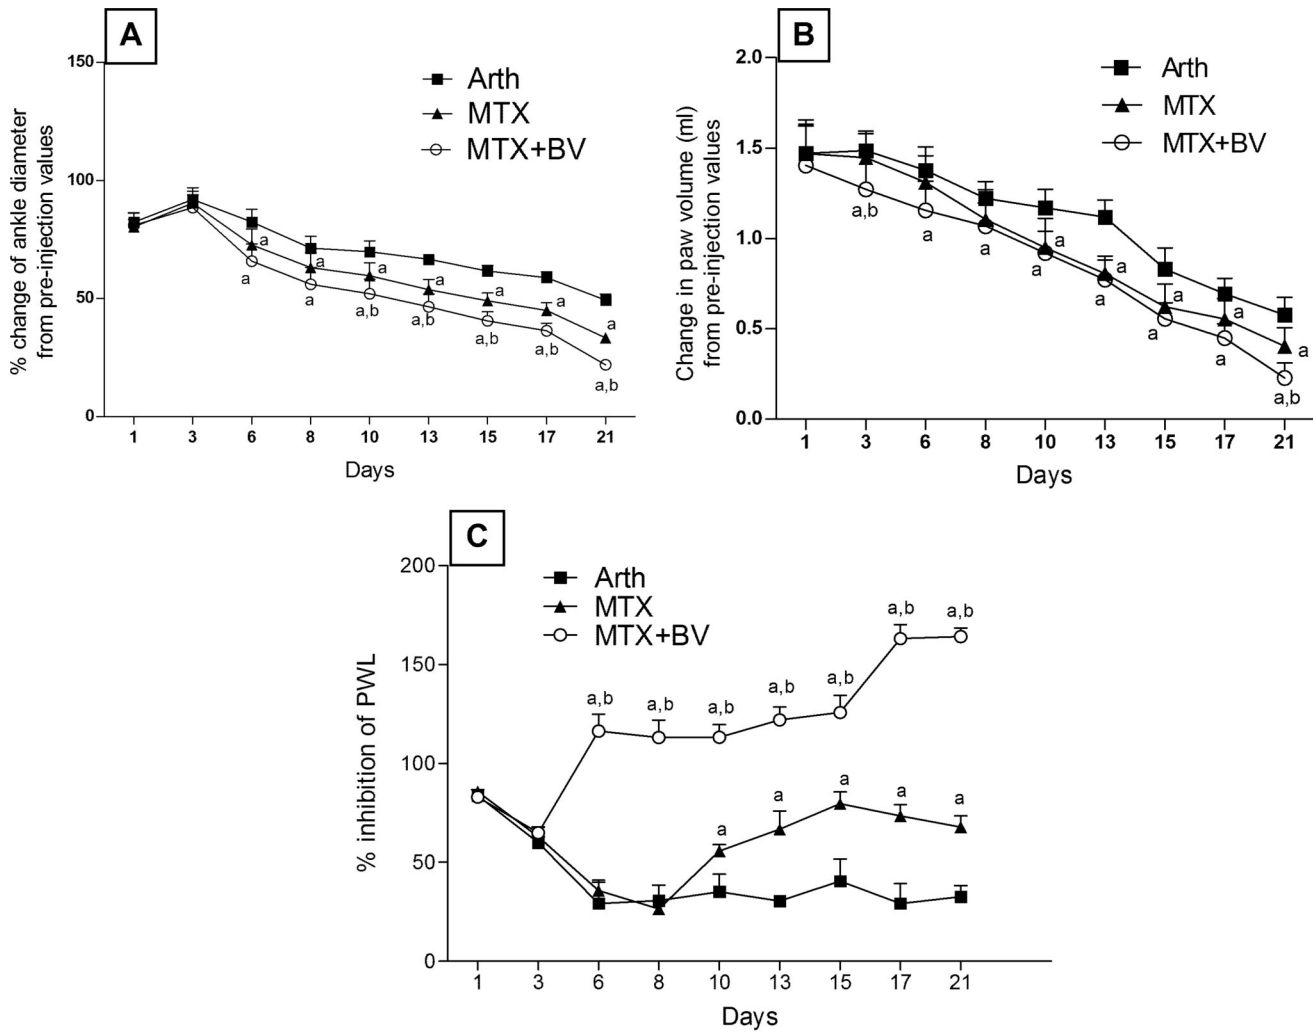 A
% change of ankle diameter
from pre-injection values
150
100
50
0
Arth
MTX
MTX+BV
a
a
a
a
a
a
a
a
a
a,b
a,b
a,b
a,b
a,b
1 3 6 8 10 13 15 17 21
Days
B
Change in paw volume (ml)
from pre-injection values
2.0
1.5
1.0
0.5
0.0
Arth
MTX
MTX+BV
a,b
a
a
a
a
a
a
a
a
a
a
a
a,b
1 3 6 8 10 13 15 17 21
Days
C
% inhibition of PWL
200
150
100
50
0
Arth
MTX
MTX+BV
a,b
a,b
a,b
a,b
a,b
a,b
a,b
a
a
a
a
a
1 3 6 8 10 13 15 17 21
Days